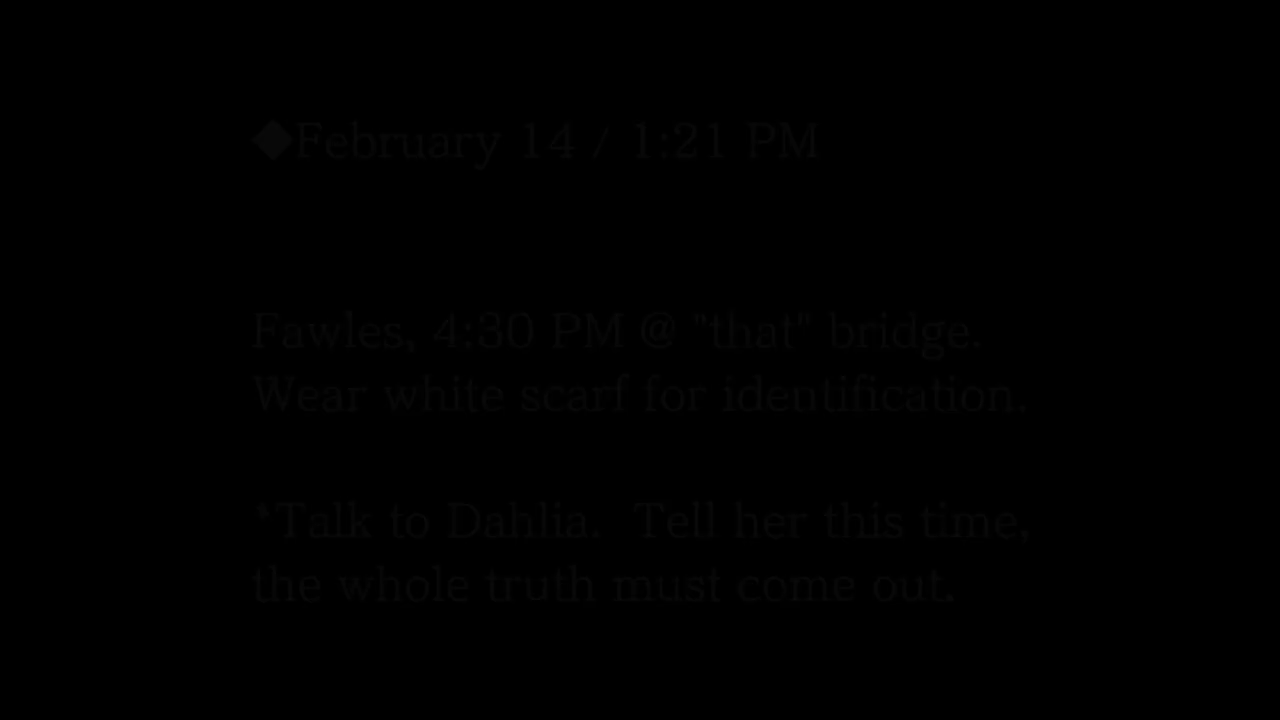 ◆February 14 / 1:21 PM
Fawles, 4:30 PM @ "that" bridge.
Wear white scarf for identification.
*Talk to Dahlia.  Tell her this time,
the whole truth must come out.